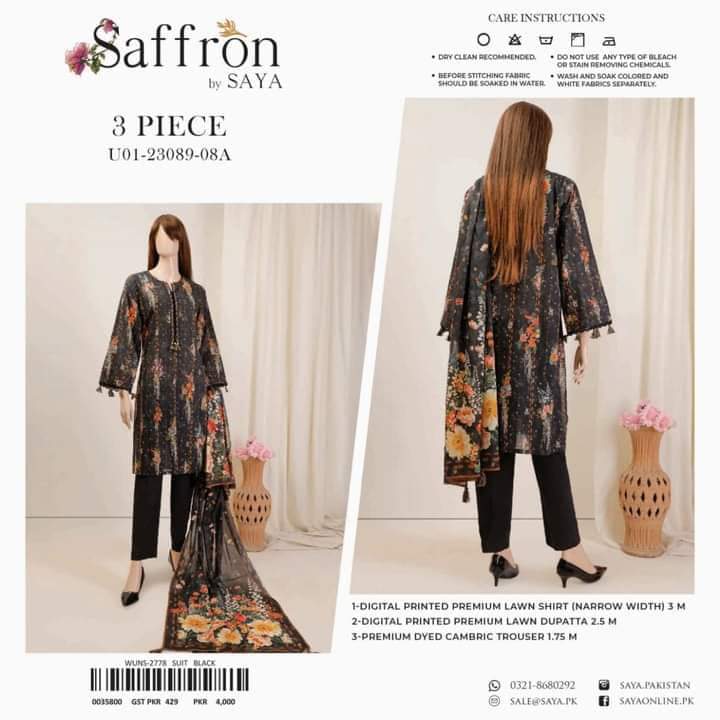 Saffron
by SAYA
3 PIECE
U01-23089-08A
CARE INSTRUCTIONS
• DRY CLEAN RECOMMENDED.
• BEFORE STITCHING FABRIC
SHOULD BE SOAKED IN WATER.
• DO NOT USE ANY TYPE OF BLEACH
OR STAIN REMOVING CHEMICALS.
• WASH AND SOAK COLORED AND
WHITE FABRICS SEPARATELY.
1-DIGITAL PRINTED PREMIUM LAWN SHIRT (NARROW WIDTH) 3 M
2-DIGITAL PRINTED PREMIUM LAWN DUPATTA 2.5 M
3-PREMIUM DYED CAMBRIC TROUSER 1.75 M
WUNS-2778 SUIT BLACK
0035800 GST PKR 429 PKR 4,000
0321-8680292 SAYA.PAKISTAN
SALE@SAYA.PK SAYAONLINE.PK